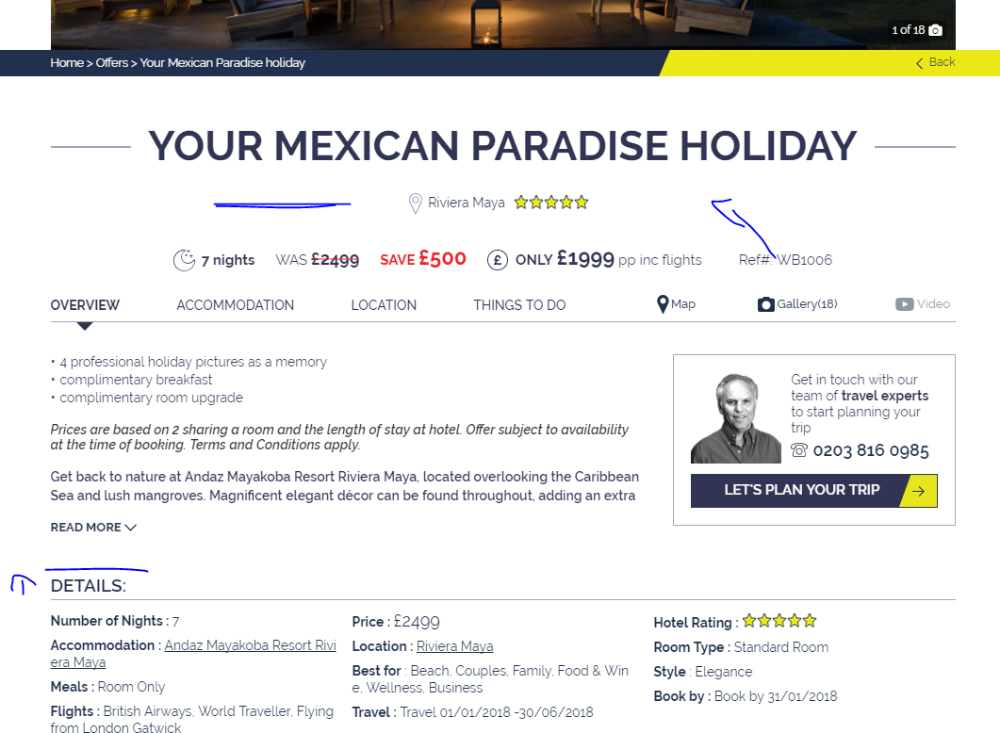 1 of 18
Home > Offers > Your Mexican Paradise holiday
Back
YOUR MEXICAN PARADISE HOLIDAY
Riviera Maya
7 nights WAS £2499 SAVE £500 £ ONLY £1999 pp inc flights Ref#: WB1006
OVERVIEW ACCOMMODATION LOCATION THINGS TO DO Map Gallery(18) Video
• 4 professional holiday pictures as a memory
• complimentary breakfast
• complimentary room upgrade
Prices are based on 2 sharing a room and the length of stay at hotel. Offer subject to availability
at the time of booking. Terms and Conditions apply.
Get back to nature at Andaz Mayakoba Resort Riviera Maya, located overlooking the Caribbean
Sea and lush mangroves. Magnificent elegant décor can be found throughout, adding an extra
READ MORE
Get in touch with our
team of travel experts
to start planning your
trip
0203 816 0985
LET'S PLAN YOUR TRIP
DETAILS:
Number of Nights : 7
Accommodation : Andaz Mayakoba Resort Rivi
era Maya
Meals : Room Only
Flights : British Airways, World Traveller, Flying
from London Gatwick
Price : £2499
Location : Riviera Maya
Best for : Beach, Couples, Family, Food & Win
e, Wellness, Business
Travel : Travel 01/01/2018 -30/06/2018
Hotel Rating :
Room Type : Standard Room
Style : Elegance
Book by : Book by 31/01/2018